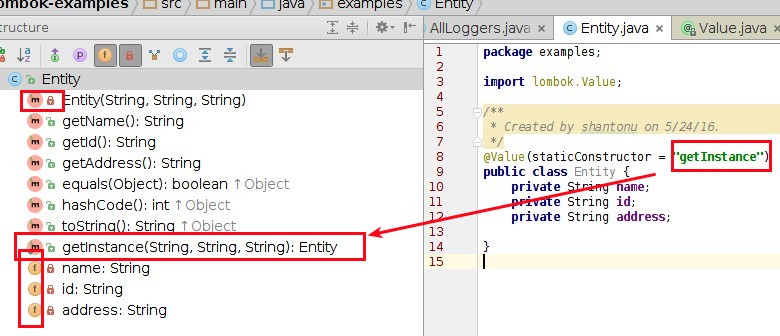 ombok-examples src main java examples Entity
Structure
Entity
m Entity(String, String, String)
m getName(): String
m getId(): String
m getAddress(): String
m equals(Object): boolean ↑Object
m hashCode(): int ↑Object
m toString(): String ↑Object
m getInstance(String, String, String): Entity
f name: String
f id: String
f address: String
AllLoggers.java × Entity.java × Value.java ×
1 package examples;
2
3 import lombok.Value;
4
5 /**
6 * Created by shantonu on 5/24/16.
7 */
8 @Value(staticConstructor = "getInstance")
9 public class Entity {
10 private String name;
11 private String id;
12 private String address;
13
14 }
15